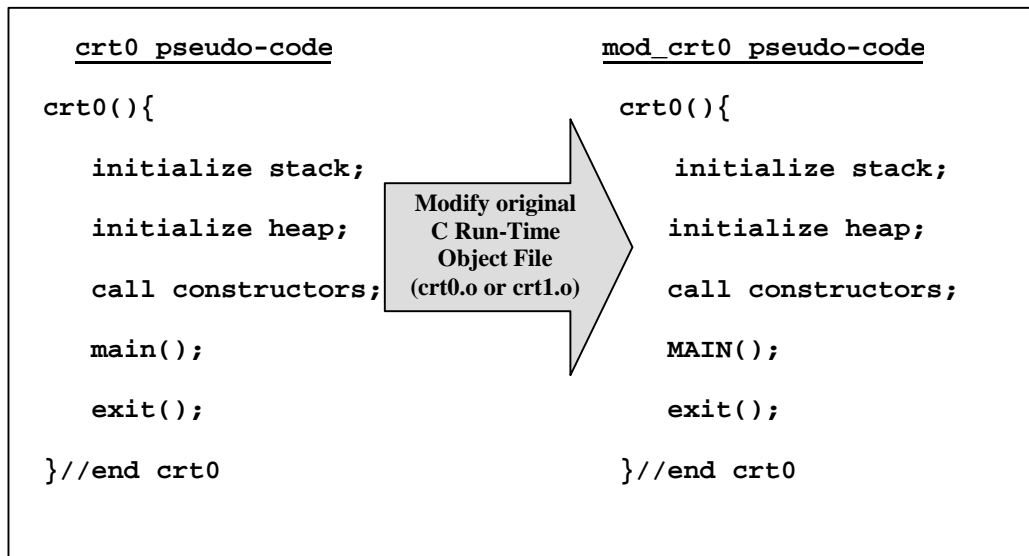 crt0 pseudo-code
crt0(){
initialize stack;
initialize heap;
call constructors;
main();
exit();
}//end crt0
Modify original
C Run-Time
Object File
(crt0.o or crt1.o)
mod_crt0 pseudo-code
crt0(){
initialize stack;
initialize heap;
call constructors;
MAIN();
exit();
}//end crt0